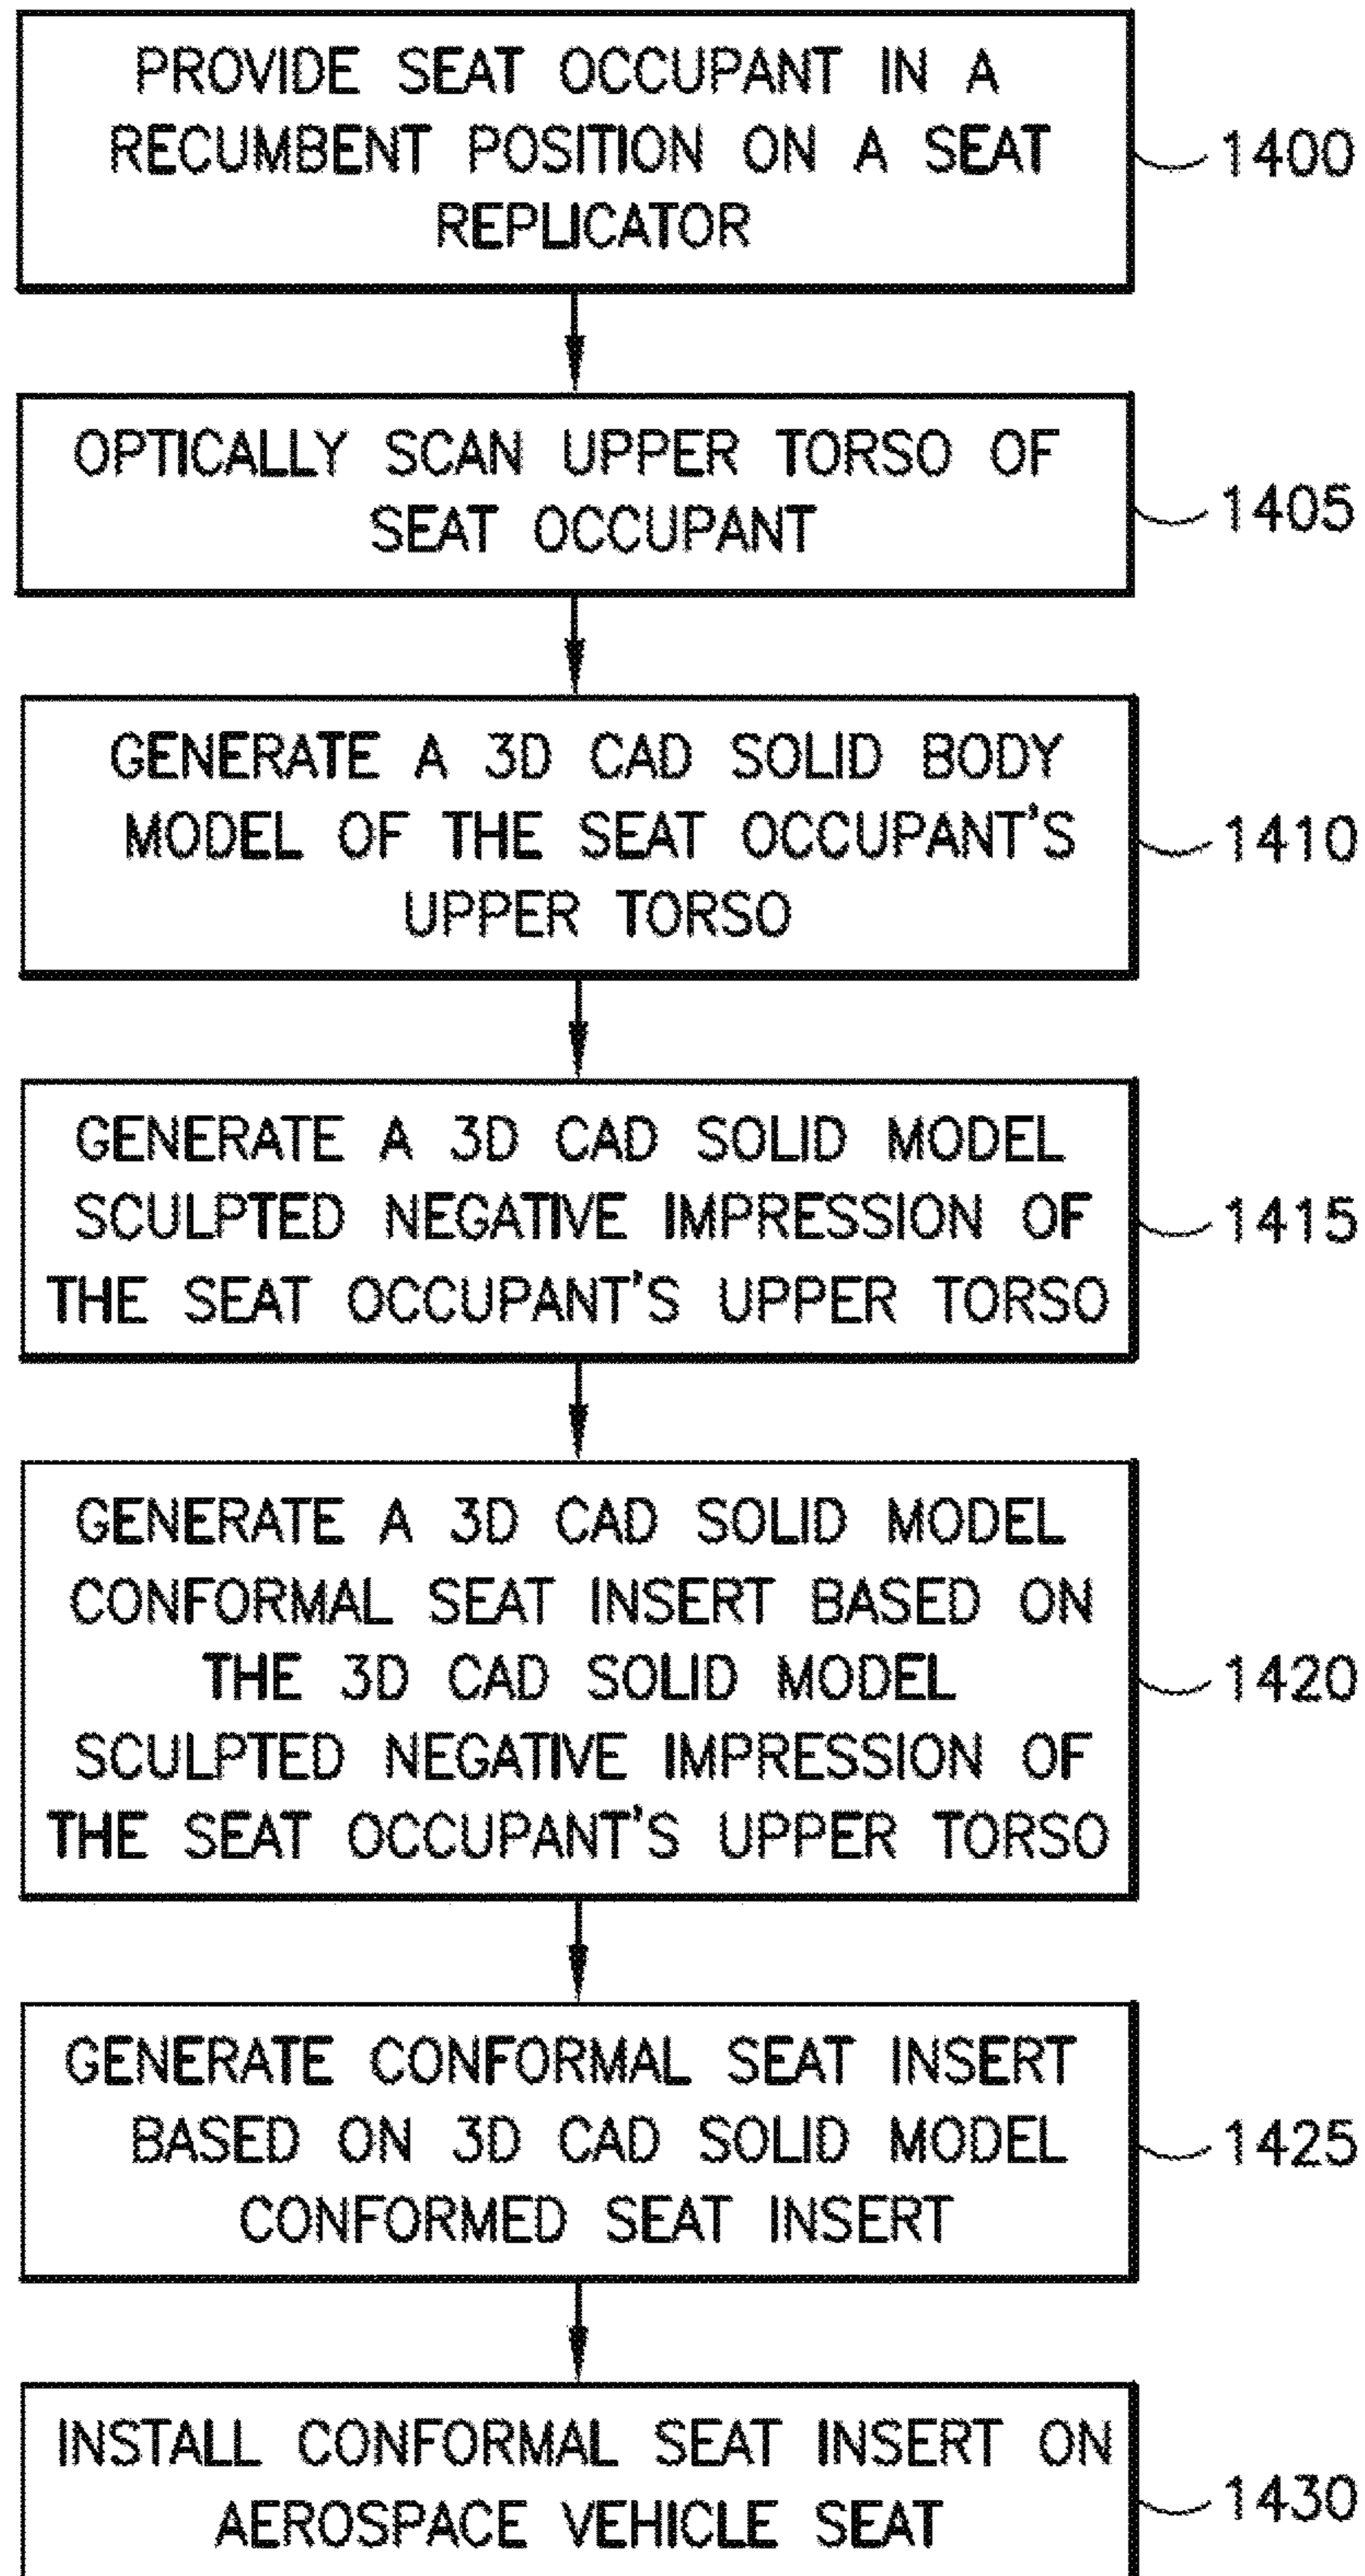 PROVIDE SEAT OCCUPANT IN A
RECUMBENT POSITION ON A SEAT
REPLICATOR
1400
OPTICALLY SCAN UPPER TORSO OF
SEAT OCCUPANT
1405
GENERATE A 3D CAD SOLID BODY
MODEL OF THE SEAT OCCUPANT'S
UPPER TORSO
1410
GENERATE A 3D CAD SOLID MODEL
SCULPTED NEGATIVE IMPRESSION OF
THE SEAT OCCUPANT'S UPPER TORSO
1415
GENERATE A 3D CAD SOLID MODEL
CONFORMAL SEAT INSERT BASED ON
THE 3D CAD SOLID MODEL
SCULPTED NEGATIVE IMPRESSION OF
THE SEAT OCCUPANT'S UPPER TORSO
1420
GENERATE CONFORMAL SEAT INSERT
BASED ON 3D CAD SOLID MODEL
CONFORMED SEAT INSERT
1425
INSTALL CONFORMAL SEAT INSERT ON
AEROSPACE VEHICLE SEAT
1430